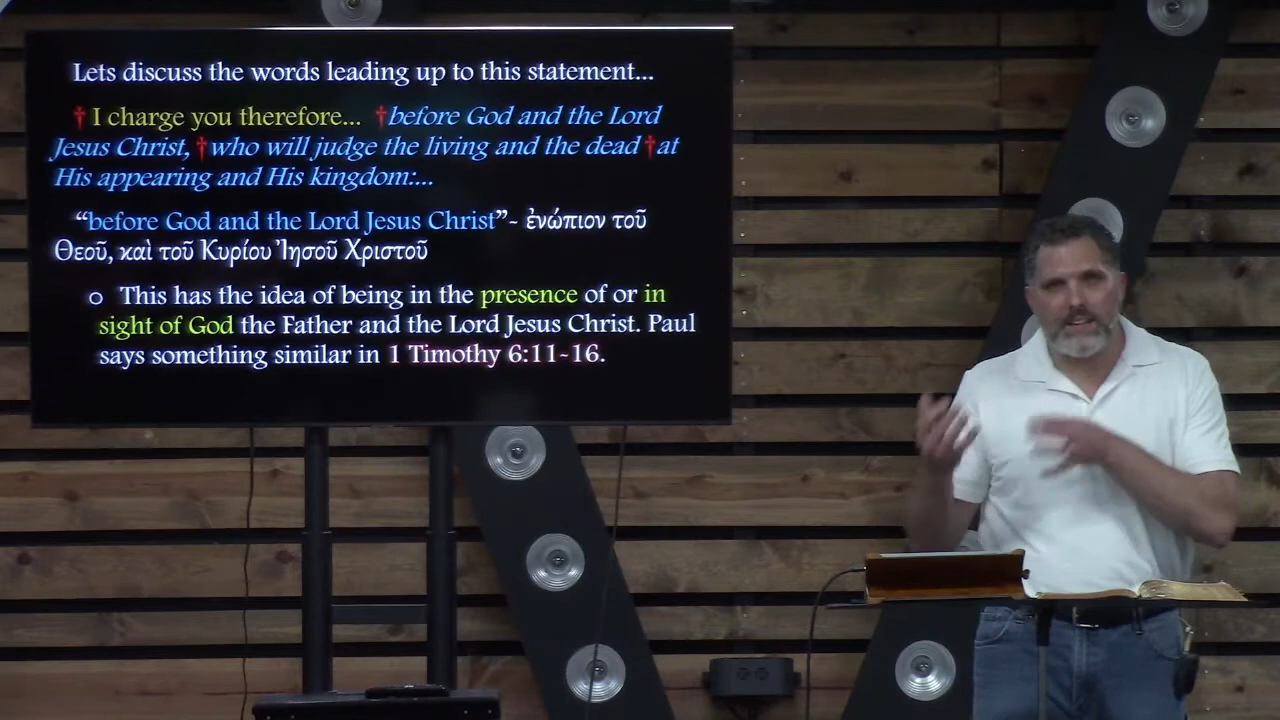 Lets discuss the words leading up to this statement...
†I charge you therefore... †before God and the Lord
Jesus Christ, †who will judge the living and the dead †at
His appearing and His kingdom:...
“before God and the Lord Jesus Christ”- ἐνώπιον τοῦ
Θεοῦ, καὶ τοῦ Κυρίου Ἰησοῦ Χριστοῦ
o This has the idea of being in the presence of or in
sight of God the Father and the Lord Jesus Christ. Paul
says something similar in 1 Timothy 6:11-16.